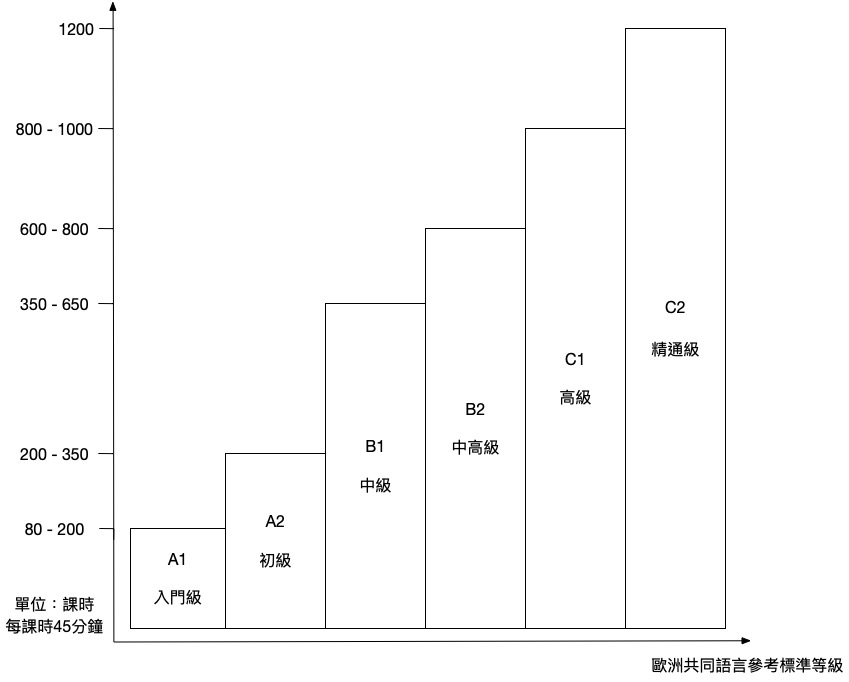 1200
800 - 1000
600 - 800
350 - 650
200 - 350
80 - 200
單位：課時
每課時45分鐘
A1
入門級
A2
初級
B1
中級
B2
中高級
C1
高級
C2
精通級
歐洲共同語言參考標準等級